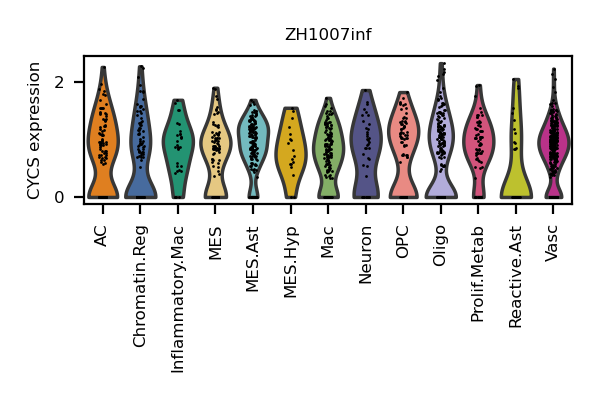 ZH1007inf
CYCS expression
2
0
AC
Chromatin.Reg
Inflammatory.Mac
MES
MES.Ast
MES.Hyp
Mac
Neuron
OPC
Oligo
Prolif.Metab
Reactive.Ast
Vasc